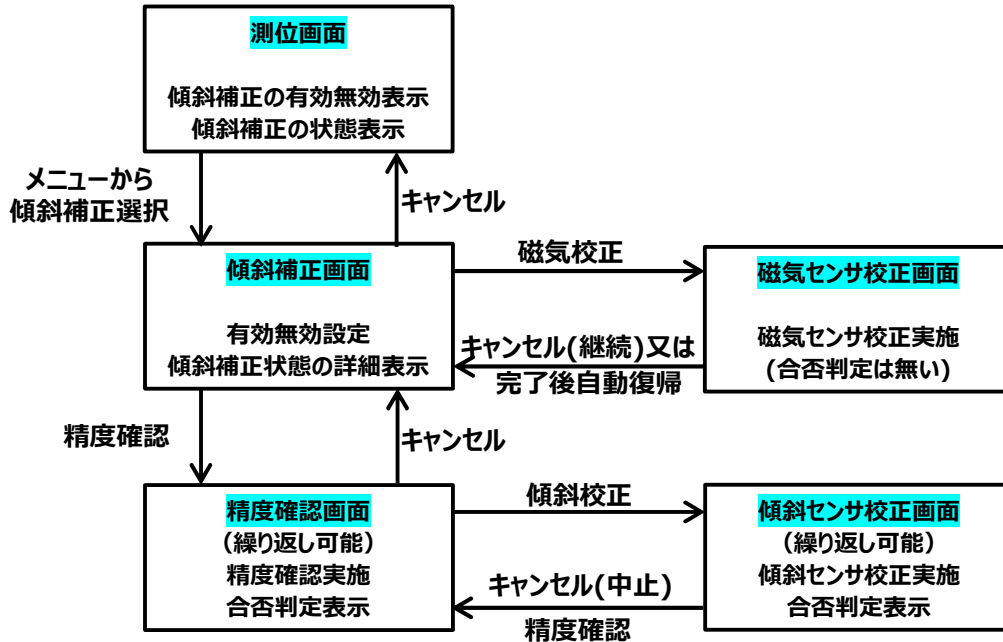 測位画面
傾斜補正の有効無効表示
傾斜補正の状態表示
メニューから
傾斜補正選択
キャンセル
傾斜補正画面
有効無効設定
傾斜補正状態の詳細表示
磁気校正
キャンセル(継続)又は
完了後自動復帰
磁気センサ校正画面
磁気センサ校正実施
(合否判定は無い)
精度確認
キャンセル
精度確認画面
（繰り返し可能）
精度確認実施
合否判定表示
傾斜校正
キャンセル(中止)
精度確認
傾斜センサ校正画面
（繰り返し可能）
傾斜センサ校正実施
合否判定表示